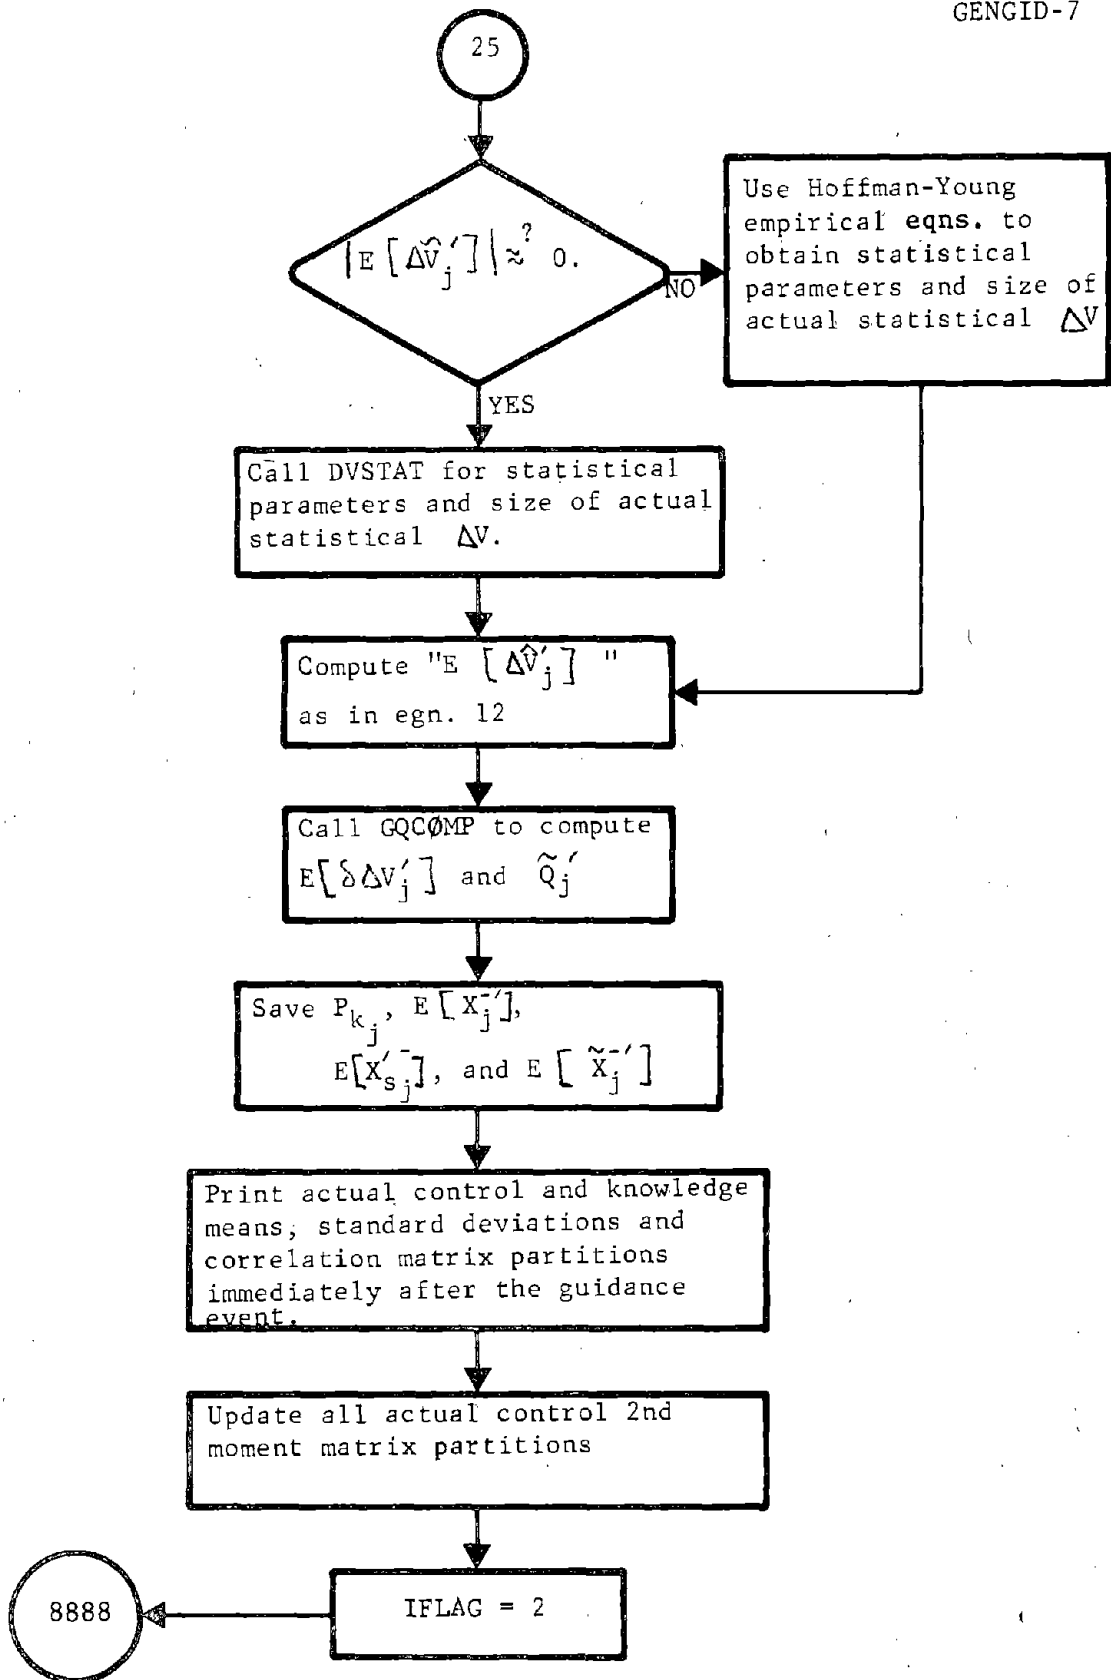 GENGID-7
25
|E [ΔV̂′j]| ≈? 0.
NO
Use Hoffman-Young
empirical eqns. to
obtain statistical
parameters and size of
actual statistical ΔV
YES
Call DVSTAT for statistical
parameters and size of actual
statistical ΔV.
Compute "E [ΔV̂′j] "
as in egn. 12
Call GQCØMP to compute
E[δΔV′j] and Q̃j′
Save Pkj, E [Xj⁻′],
E[X′sj⁻], and E [ X̃j⁻′]
Print actual control and knowledge
means, standard deviations and
correlation matrix partitions
immediately after the guidance
event.
Update all actual control 2nd
moment matrix partitions
IFLAG = 2
8888